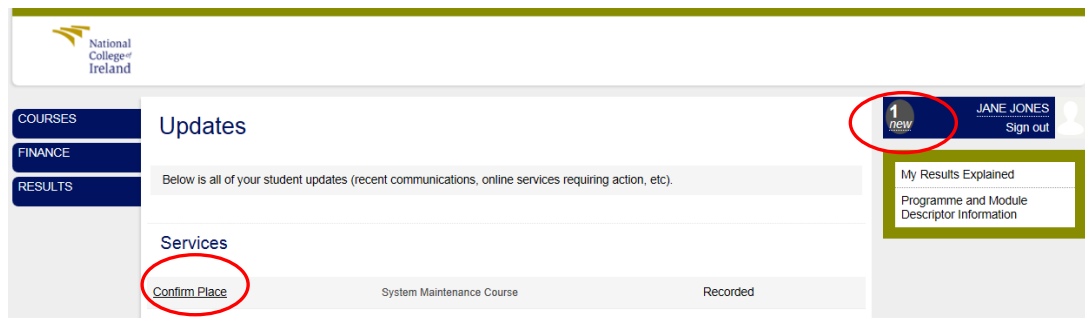 National
College of
Ireland
COURSES
FINANCE
RESULTS
Updates
Below is all of your student updates (recent communications, online services requiring action, etc).
Services
Confirm Place System Maintenance Course Recorded
1
new
JANE JONES
Sign out
My Results Explained
Programme and Module
Descriptor Information